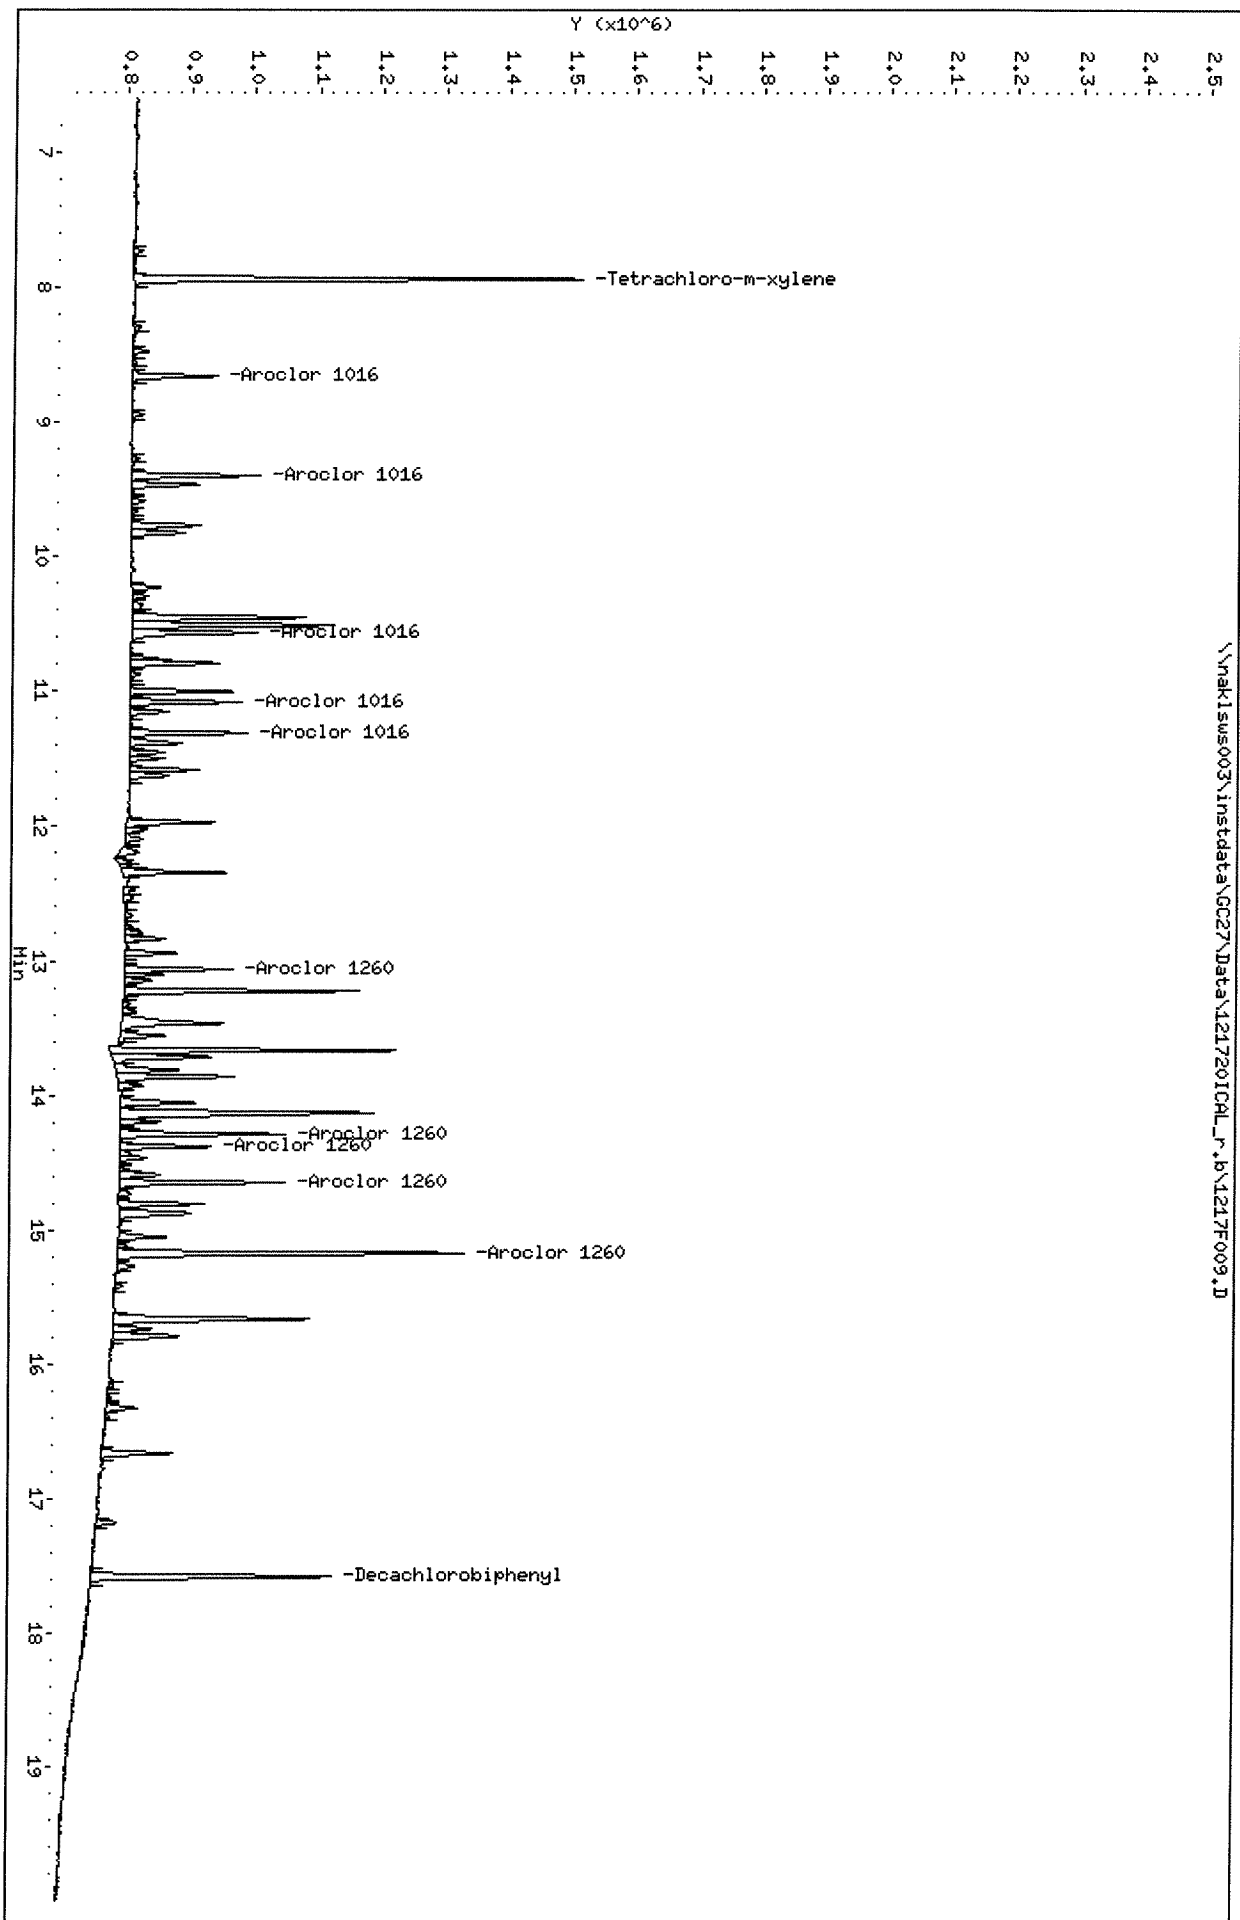 \\naklsws003\instdata\GC27\Data\121720ICAL_r.b\1217F009.D
Y (x10^6)
2.5
2.4
2.3
2.2
2.1
2.0
1.9
1.8
1.7
1.6
1.5
1.4
1.3
1.2
1.1
1.0
0.9
0.8
-Tetrachloro-m-xylene
-Aroclor 1016
-Aroclor 1016
-Aroclor 1016
-Aroclor 1016
-Aroclor 1016
-Aroclor 1260
-Aroclor 1260
-Aroclor 1260
-Aroclor 1260
-Aroclor 1260
-Decachlorobiphenyl
7
8
9
10
11
12
13
14
15
16
17
18
19
Min